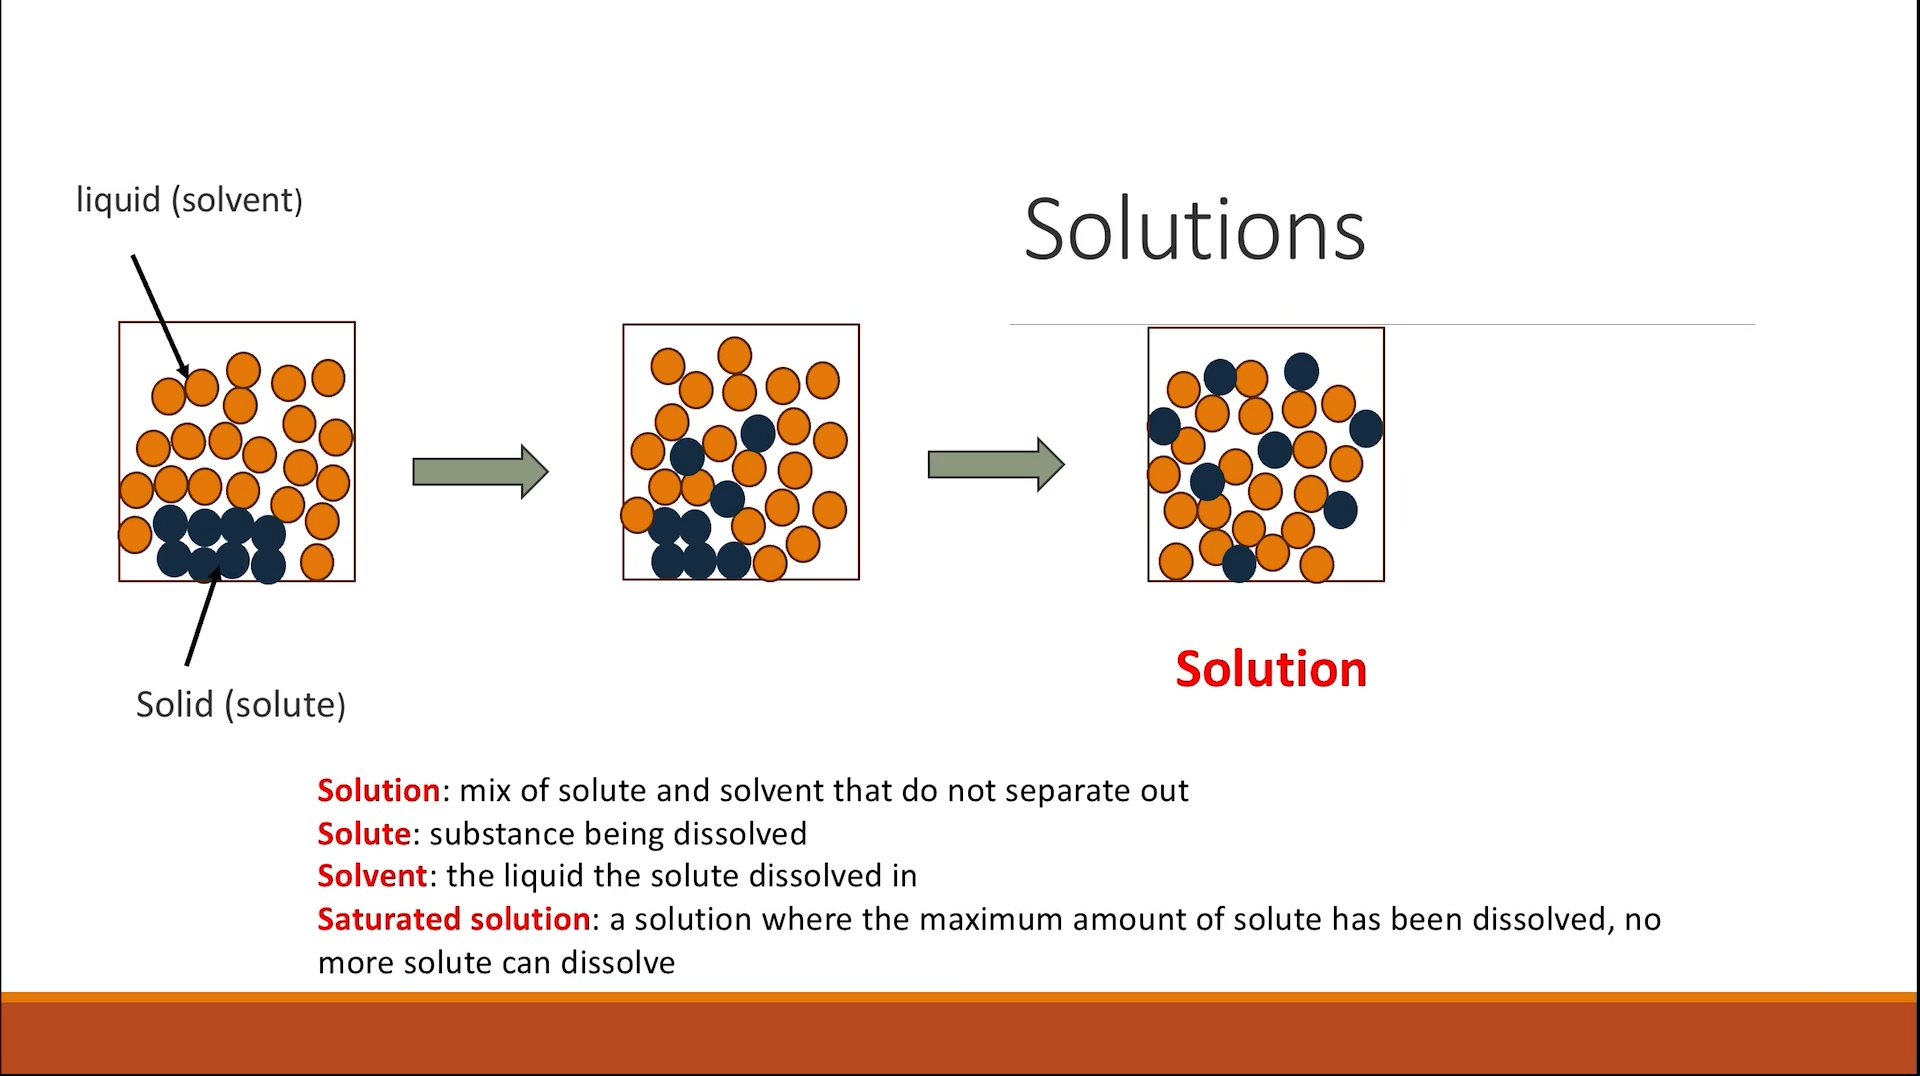 liquid (solvent)
Solutions
Solid (solute)
Solution
Solution: mix of solute and solvent that do not separate out
Solute: substance being dissolved
Solvent: the liquid the solute dissolved in
Saturated solution: a solution where the maximum amount of solute has been dissolved, no
more solute can dissolve